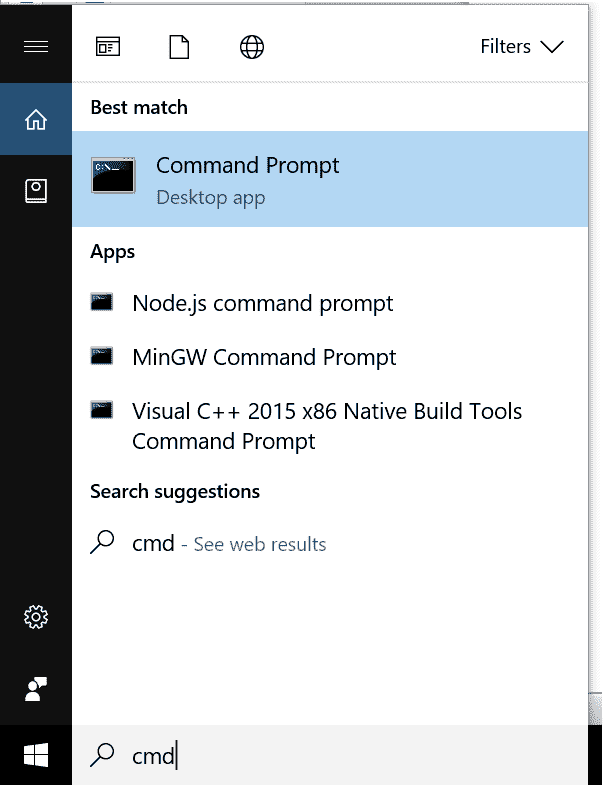 Filters
Best match
Command Prompt
Desktop app
Apps
Node.js command prompt
MinGW Command Prompt
Visual C++ 2015 x86 Native Build Tools
Command Prompt
Search suggestions
cmd - See web results
cmd